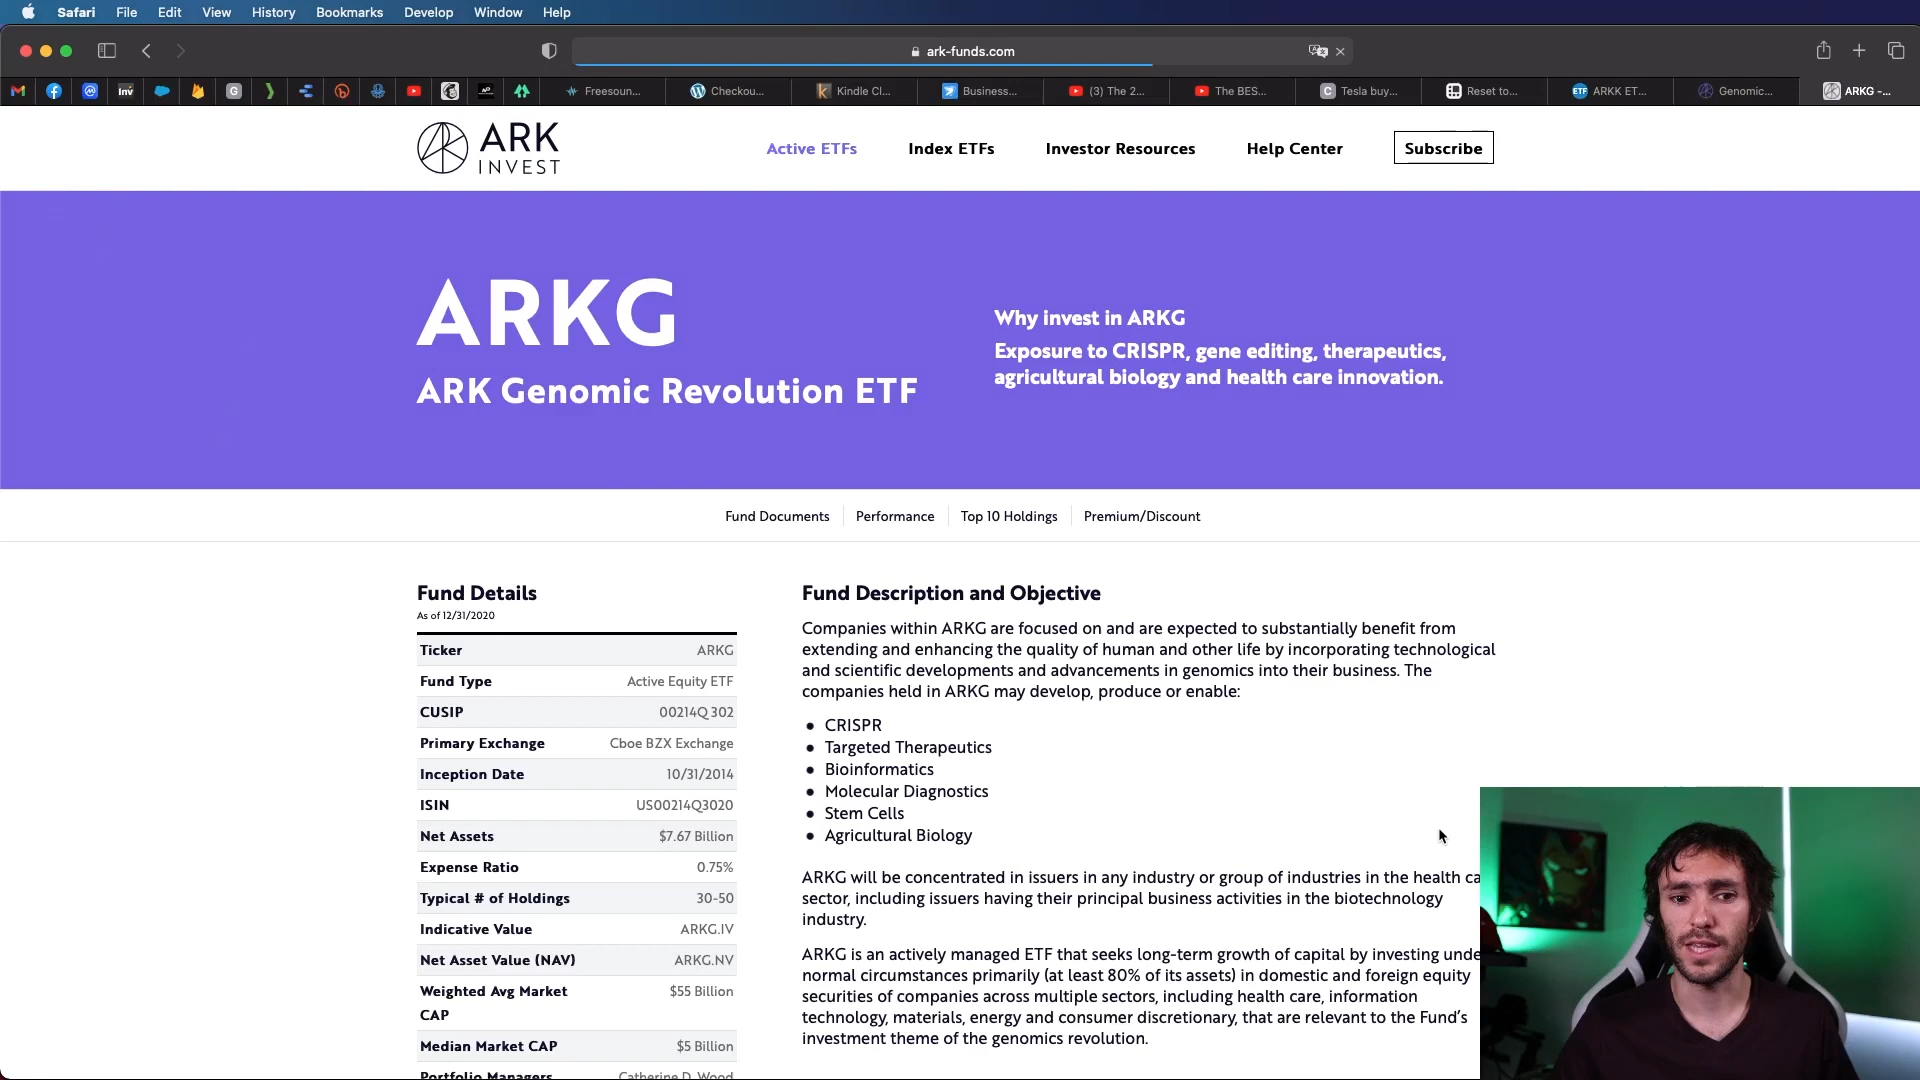 Safari File Edit View History Bookmarks Develop Window Help
ark-funds.com
Inv G Freesoun... Checkou... Kindle Cl... Business... (3) The 2... The BES... Tesla buy... Reset to... ETF ARKK ET... Genomic... ARKG -...
ARK
INVEST
Active ETFs Index ETFs Investor Resources Help Center Subscribe
ARKG
ARK Genomic Revolution ETF
Why invest in ARKG
Exposure to CRISPR, gene editing, therapeutics,
agricultural biology and health care innovation.
Fund Documents Performance Top 10 Holdings Premium/Discount
Fund Details
As of 12/31/2020
Ticker ARKG
Fund Type Active Equity ETF
CUSIP 00214Q 302
Primary Exchange Cboe BZX Exchange
Inception Date 10/31/2014
ISIN US00214Q3020
Net Assets $7.67 Billion
Expense Ratio 0.75%
Typical # of Holdings 30-50
Indicative Value ARKG.IV
Net Asset Value (NAV) ARKG.NV
Weighted Avg Market $55 Billion
CAP
Median Market CAP $5 Billion
Portfolio Managers Catherine D. Wood
Fund Description and Objective
Companies within ARKG are focused on and are expected to substantially benefit from
extending and enhancing the quality of human and other life by incorporating technological
and scientific developments and advancements in genomics into their business. The
companies held in ARKG may develop, produce or enable:
• CRISPR
• Targeted Therapeutics
• Bioinformatics
• Molecular Diagnostics
• Stem Cells
• Agricultural Biology
ARKG will be concentrated in issuers in any industry or group of industries in the health ca
sector, including issuers having their principal business activities in the biotechnology
industry.
ARKG is an actively managed ETF that seeks long-term growth of capital by investing unde
normal circumstances primarily (at least 80% of its assets) in domestic and foreign equity
securities of companies across multiple sectors, including health care, information
technology, materials, energy and consumer discretionary, that are relevant to the Fund's
investment theme of the genomics revolution.